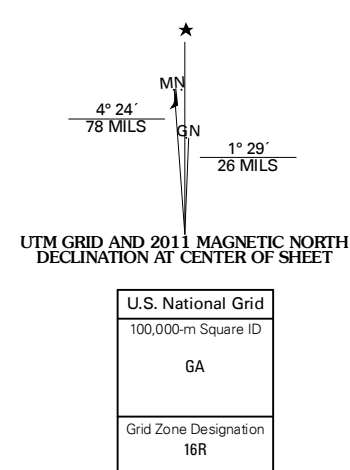 MN
4° 24´
78 MILS
GN
1° 29´
26 MILS
UTM GRID AND 2011 MAGNETIC NORTH
DECLINATION AT CENTER OF SHEET
U.S. National Grid
100,000-m Square ID
GA
Grid Zone Designation
16R